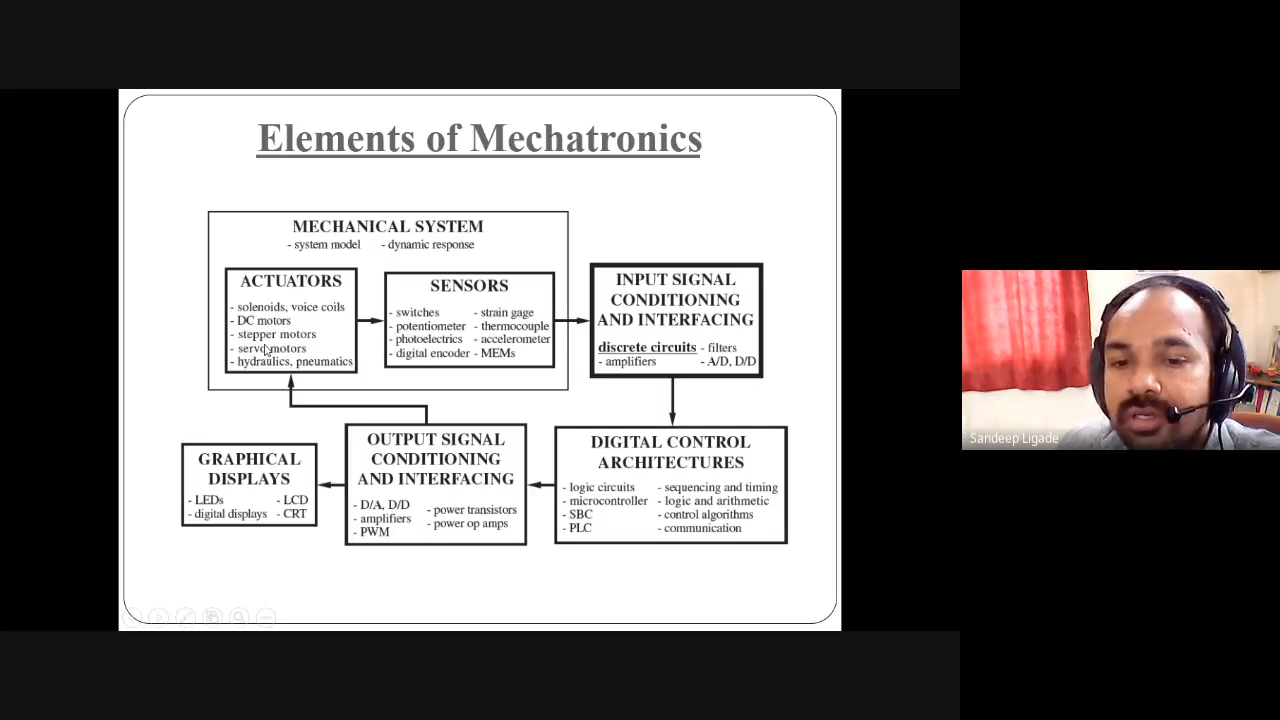 Elements of Mechatronics
MECHANICAL SYSTEM
- system model - dynamic response
ACTUATORS
- solenoids, voice coils
- DC motors
- stepper motors
- servomotors
- hydraulics, pneumatics
SENSORS
- switches - strain gage
- potentiometer - thermocouple
- photoelectrics - accelerometer
- digital encoder - MEMs
INPUT SIGNAL
CONDITIONING
AND INTERFACING
discrete circuits - filters
- amplifiers - A/D, D/D
GRAPHICAL
DISPLAYS
- LEDs - LCD
- digital displays - CRT
OUTPUT SIGNAL
CONDITIONING
AND INTERFACING
- D/A, D/D - power transistors
- amplifiers - power op amps
- PWM
DIGITAL CONTROL
ARCHITECTURES
- logic circuits - sequencing and timing
- microcontroller - logic and arithmetic
- SBC - control algorithms
- PLC - communication
Sandeep Ligade